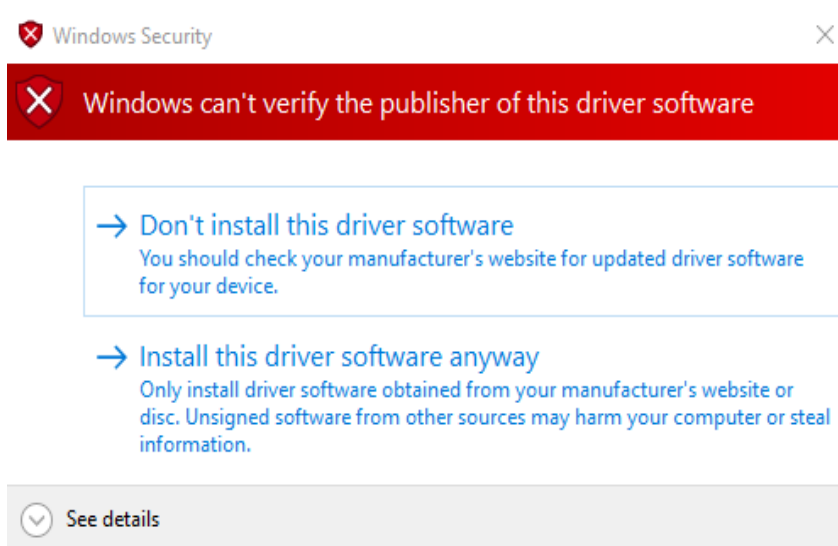 Windows Security
Windows can't verify the publisher of this driver software
Don't install this driver software
You should check your manufacturer's website for updated driver software
for your device.
Install this driver software anyway
Only install driver software obtained from your manufacturer's website or
disc. Unsigned software from other sources may harm your computer or steal
information.
See details